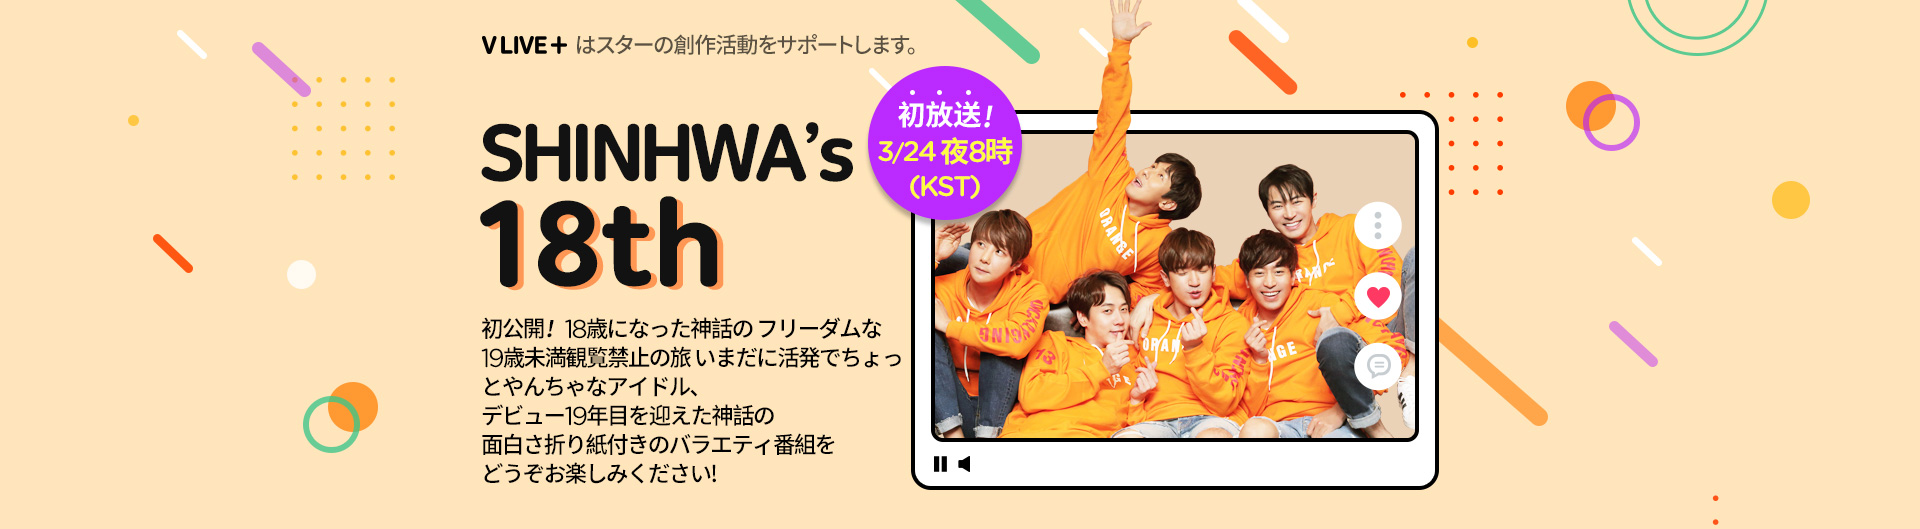 V LIVE+ はスターの創作活動をサポートします。
SHINHWA's
18th
初放送!
3/24 夜8時
(KST)
初公開! 18歳になった神話の フリーダムな
19歳未満観覧禁止の旅 いまだに活発でちょっ
とやんちゃなアイドル、
デビュー19年目を迎えた神話の
面白さ折り紙付きのバラエティ番組を
どうぞお楽しみください!
ORANGE
ORAN